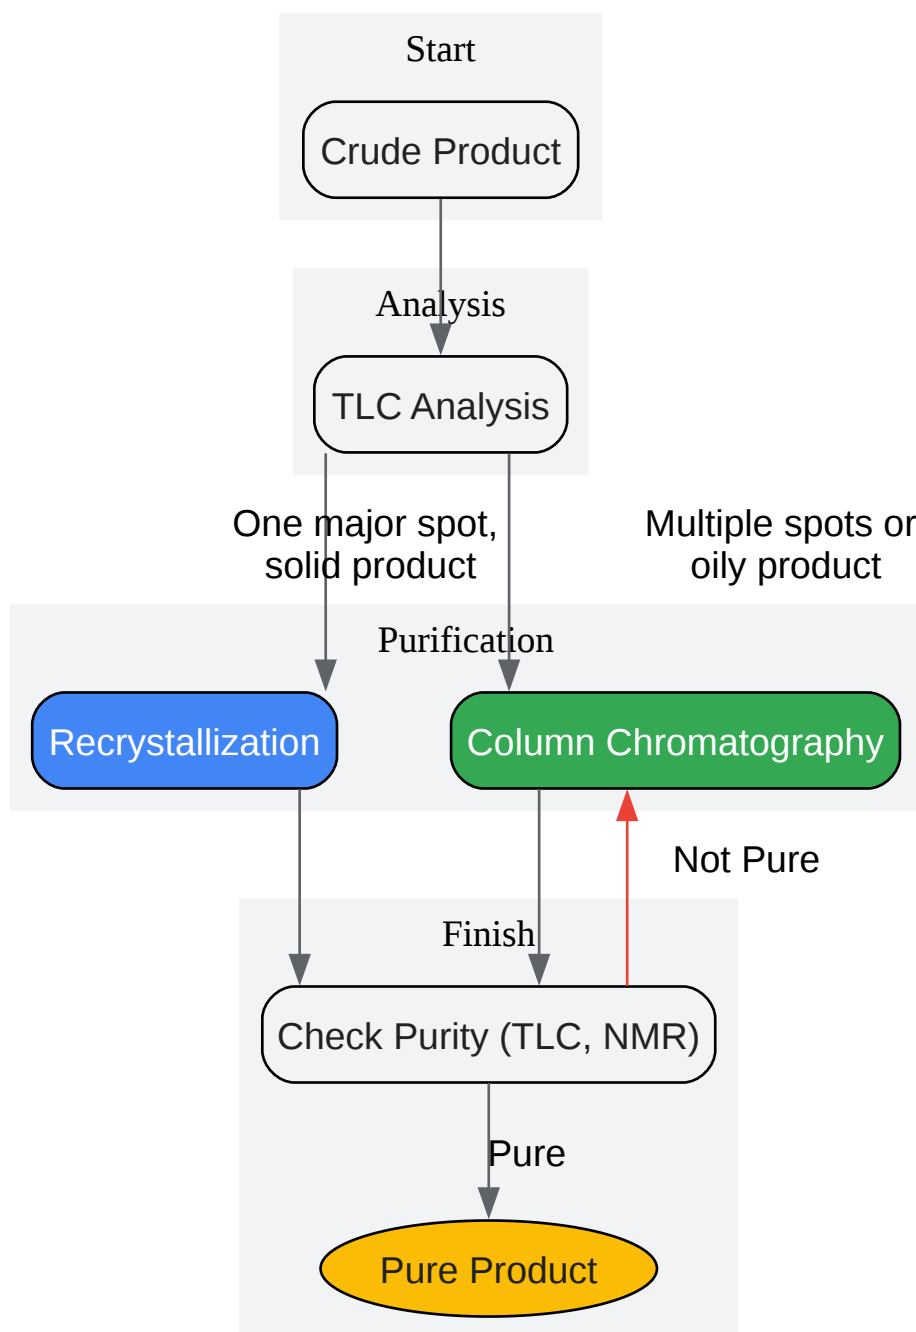 Start
Crude Product
Analysis
TLC Analysis
One major spot,
solid product
Multiple spots or
oily product
Purification
Recrystallization
Column Chromatography
Not Pure
Finish
Check Purity (TLC, NMR)
Pure
Pure Product